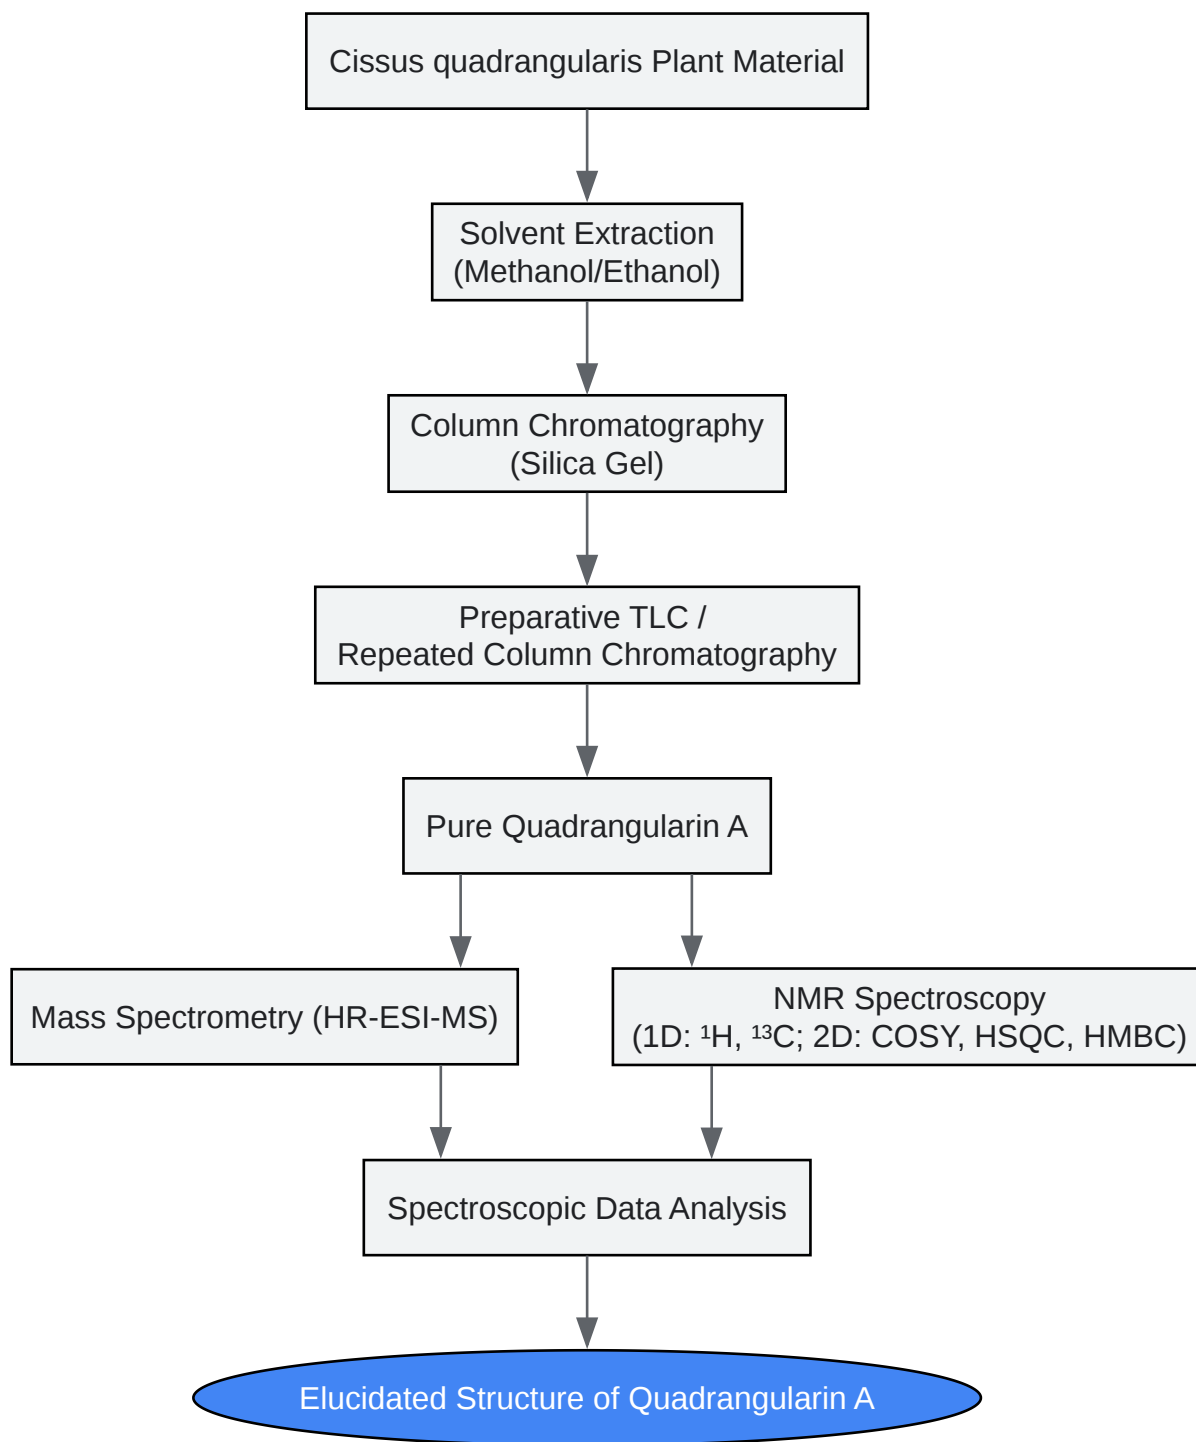 Cissus quadrangularis Plant Material
Solvent Extraction
(Methanol/Ethanol)
Column Chromatography
(Silica Gel)
Preparative TLC /
Repeated Column Chromatography
Pure Quadrangularin A
Mass Spectrometry (HR-ESI-MS)
NMR Spectroscopy
(1D: ¹H, ¹³C; 2D: COSY, HSQC, HMBC)
Spectroscopic Data Analysis
Elucidated Structure of Quadrangularin A